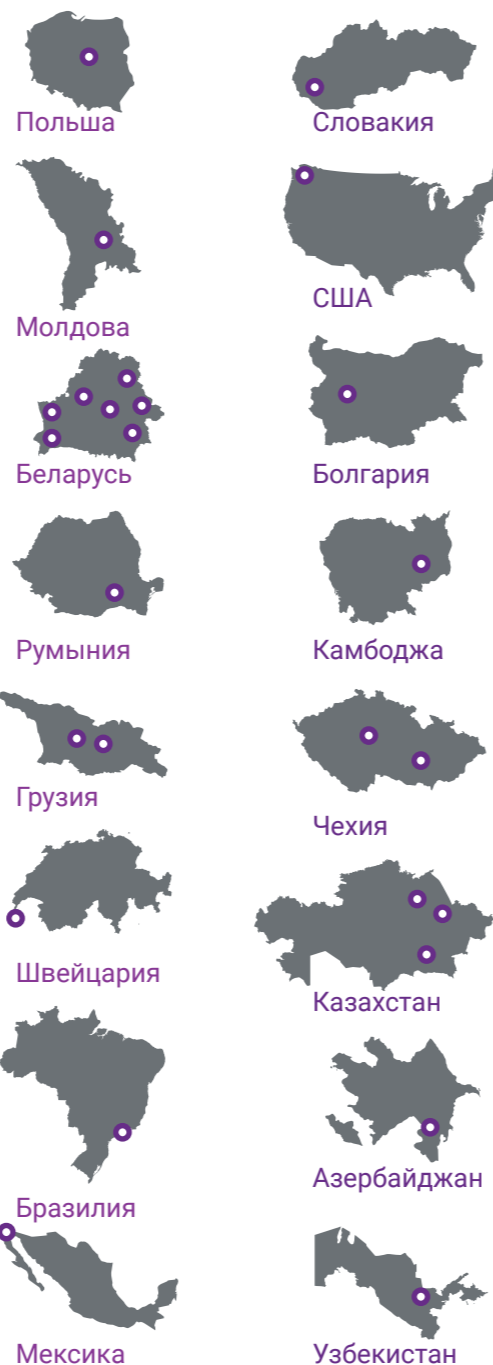 Польша
Словакия
Молдова
США
Беларусь
Болгария
Румыния
Камбоджа
Грузия
Чехия
Швейцария
Казахстан
Бразилия
Азербайджан
Мексика
Узбекистан